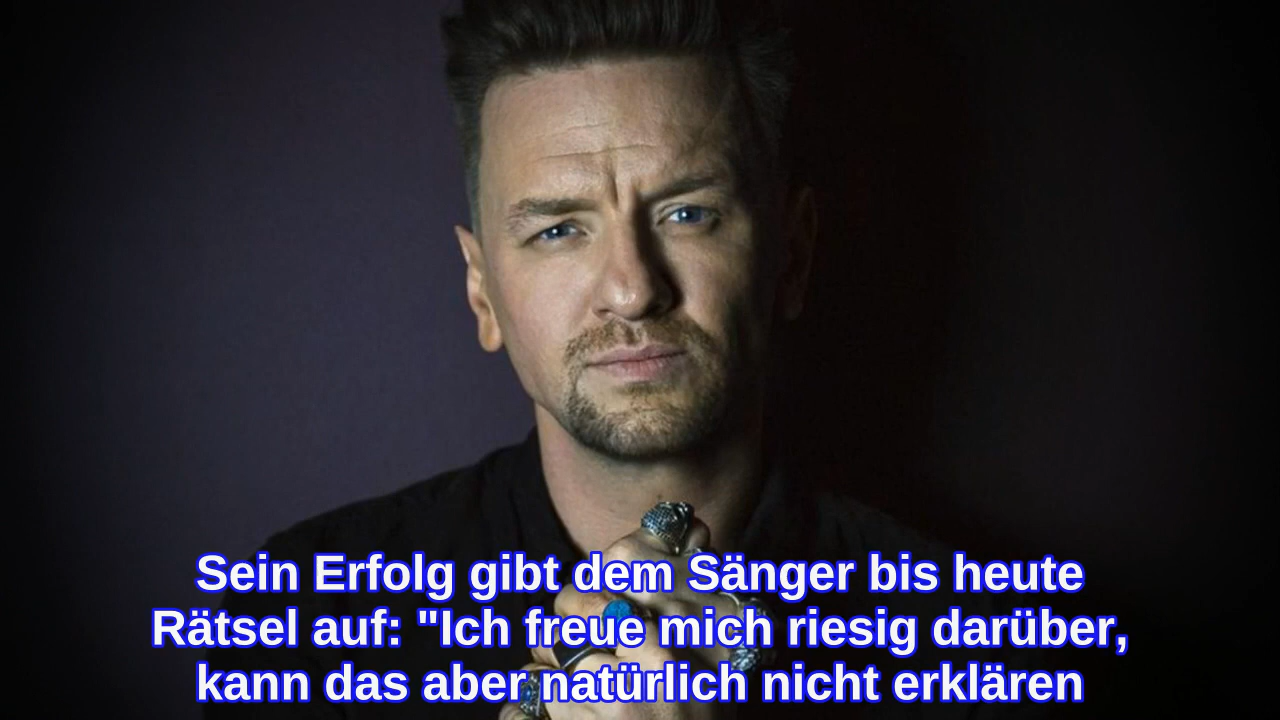 Sein Erfolg gibt dem Sänger bis heute
Rätsel auf: "Ich freue mich riesig darüber,
kann das aber natürlich nicht erklären